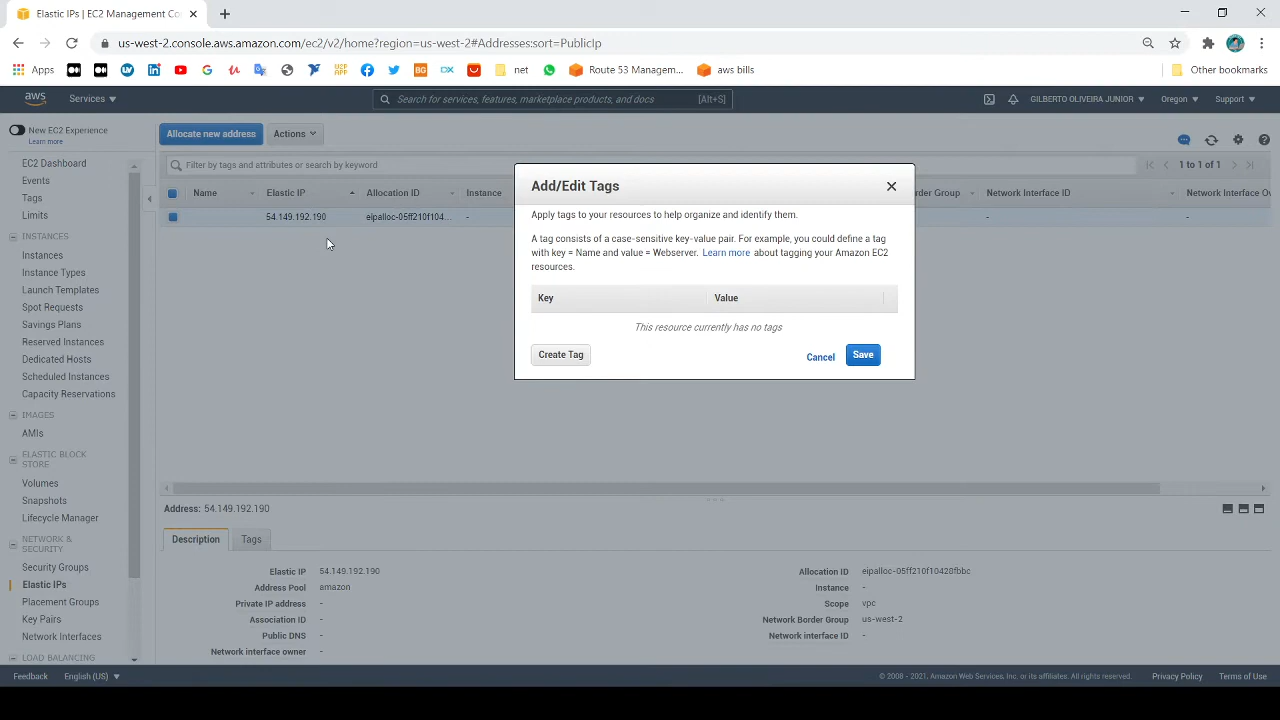 Elastic IPs | EC2 Management Co
us-west-2.console.aws.amazon.com/ec2/v2/home?region=us-west-2#Addresses:sort=PublicIp
Apps
USP APP
BG
net
Route 53 Managem...
aws bills
Other bookmarks
aws
Services
Search for services, features, marketplace products, and docs [Alt+S]
GILBERTO OLIVEIRA JUNIOR
Oregon
Support
New EC2 Experience
Learn more
EC2 Dashboard
Events
Tags
Limits
INSTANCES
Instances
Instance Types
Launch Templates
Spot Requests
Savings Plans
Reserved Instances
Dedicated Hosts
Scheduled Instances
Capacity Reservations
IMAGES
AMIs
ELASTIC BLOCK
STORE
Volumes
Snapshots
Lifecycle Manager
NETWORK &
SECURITY
Security Groups
Elastic IPs
Placement Groups
Key Pairs
Network Interfaces
LOAD BALANCING
Allocate new address
Actions
Filter by tags and attributes or search by keyword
1 to 1 of 1
Name Elastic IP Allocation ID Instance
rder Group Network Interface ID Network Interface Ow
54.149.192.190 eipalloc-05ff210f104... -
- -
Add/Edit Tags
Apply tags to your resources to help organize and identify them.
A tag consists of a case-sensitive key-value pair. For example, you could define a tag
with key = Name and value = Webserver. Learn more about tagging your Amazon EC2
resources.
Key Value
This resource currently has no tags
Create Tag
Cancel
Save
Address: 54.149.192.190
Description
Tags
Elastic IP 54.149.192.190
Address Pool amazon
Private IP address -
Association ID -
Public DNS -
Network interface owner -
Allocation ID eipalloc-05ff210f10428fbbc
Instance -
Scope vpc
Network Border Group us-west-2
Network interface ID -
Feedback
English (US)
© 2008 - 2021, Amazon Web Services, Inc. or its affiliates. All rights reserved.
Privacy Policy
Terms of Use